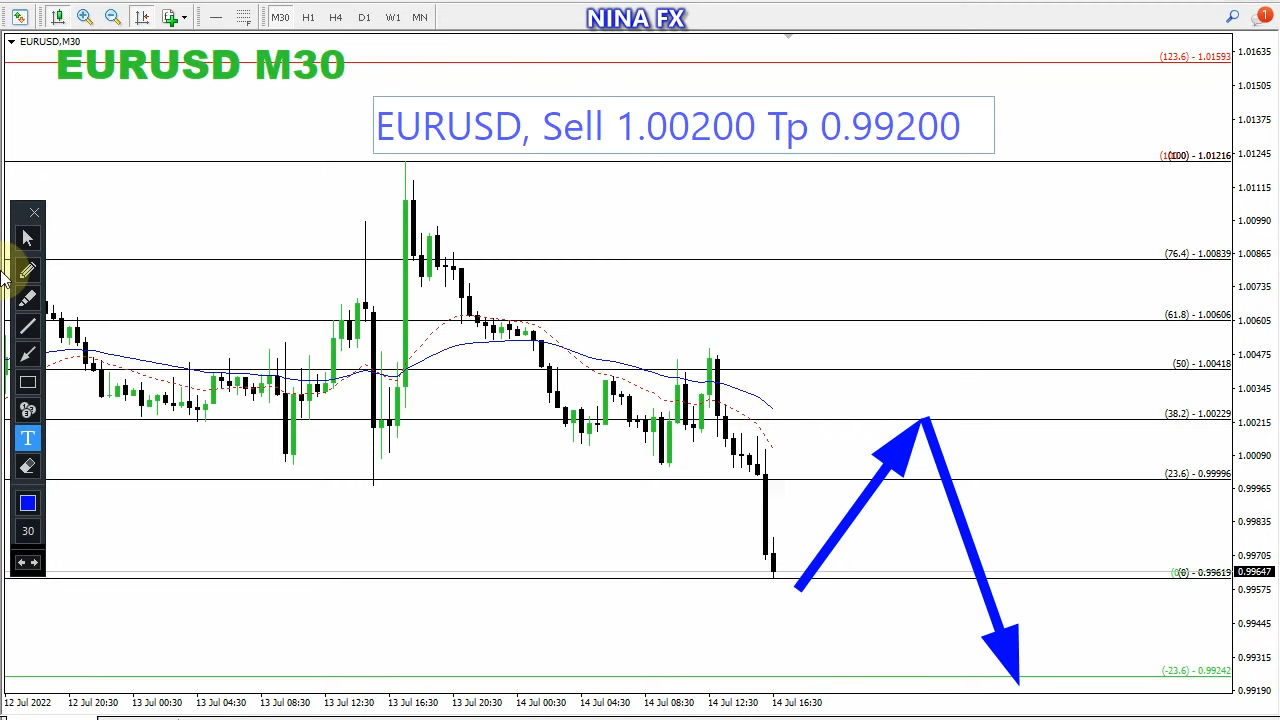 M30 H1 H4 D1 W1 MN
NINA FX
1
EURUSD,M30
EURUSD M30
EURUSD, Sell 1.00200 Tp 0.99200
(123.6) - 1.01593
(100) - 1.01216
(76.4) - 1.00839
(61.8) - 1.00606
(50) - 1.00418
(38.2) - 1.00229
(23.6) - 0.99996
(0) - 0.99619
(-23.6) - 0.99242
1.01635
1.01505
1.01375
1.01245
1.01115
1.00990
1.00865
1.00735
1.00605
1.00475
1.00345
1.00215
1.00090
0.99965
0.99835
0.99705
0.99647
0.99575
0.99445
0.99315
0.99190
T
30
12 Jul 2022 12 Jul 20:30 13 Jul 00:30 13 Jul 04:30 13 Jul 08:30 13 Jul 12:30 13 Jul 16:30 13 Jul 20:30 14 Jul 00:30 14 Jul 04:30 14 Jul 08:30 14 Jul 12:30 14 Jul 16:30